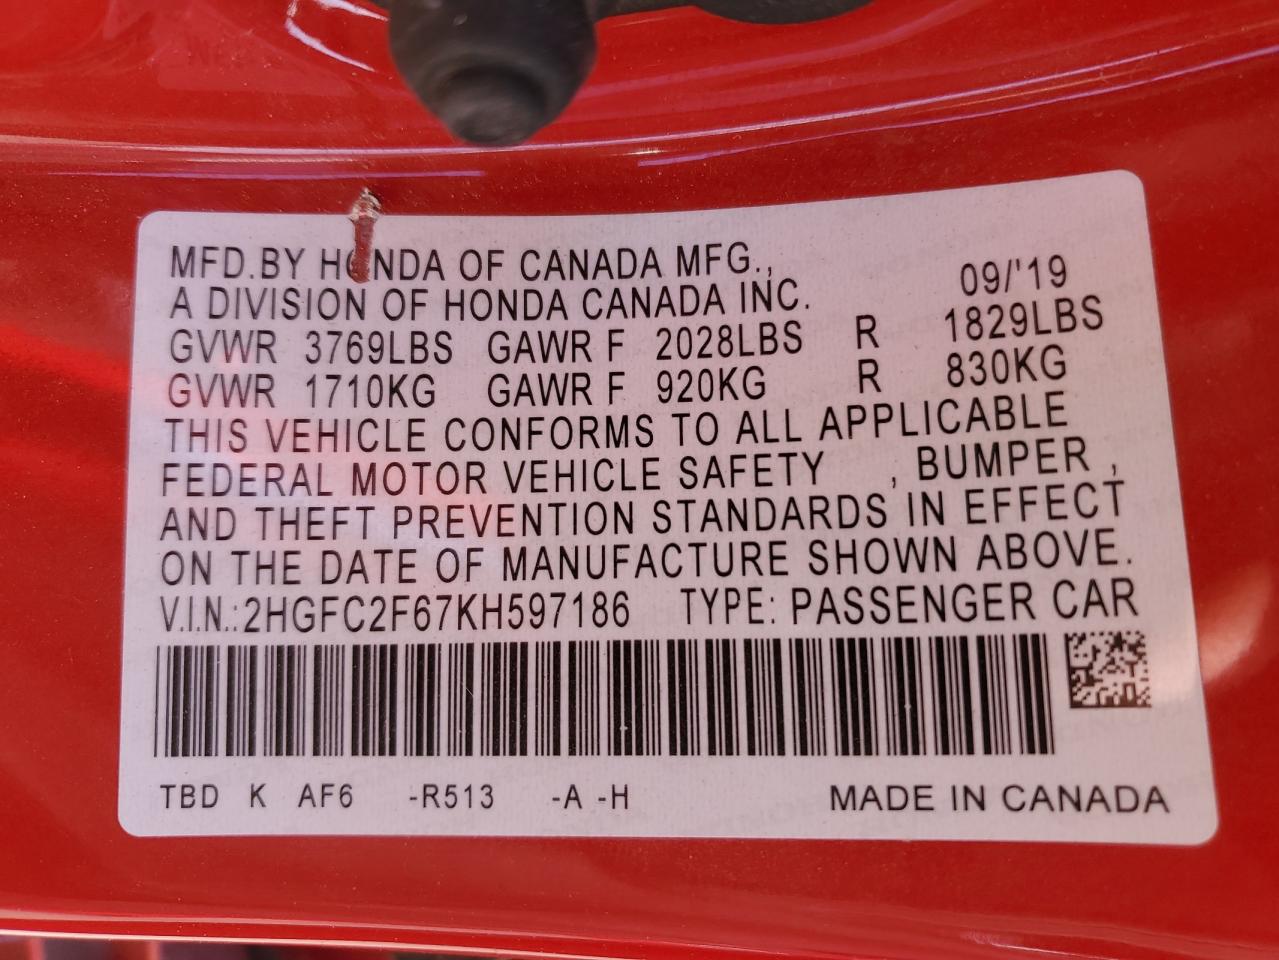 MFD.BY HONDA OF CANADA MFG.,
A DIVISION OF HONDA CANADA INC. 09/'19
GVWR 3769LBS GAWR F 2028LBS R 1829LBS
GVWR 1710KG GAWR F 920KG R 830KG
THIS VEHICLE CONFORMS TO ALL APPLICABLE
FEDERAL MOTOR VEHICLE SAFETY , BUMPER ,
AND THEFT PREVENTION STANDARDS IN EFFECT
ON THE DATE OF MANUFACTURE SHOWN ABOVE.
V.I.N.:2HGFC2F67KH597186 TYPE: PASSENGER CAR
TBD K AF6 -R513 -A -H MADE IN CANADA